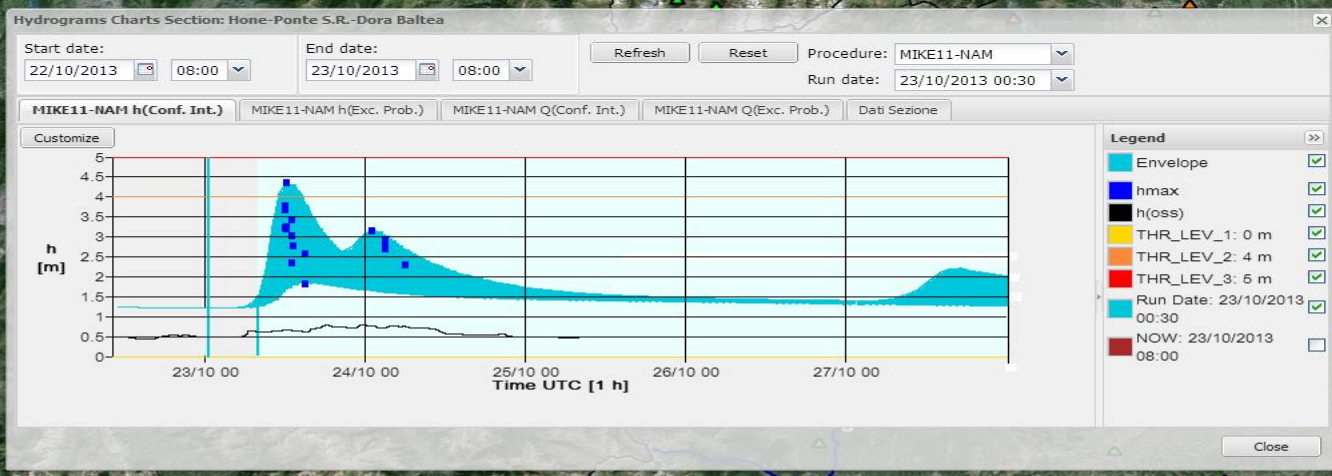 Hydrograms Charts Section: Hone-Ponte S.R.-Dora Baltea
Start date:
22/10/2013 08:00
End date:
23/10/2013 08:00
Refresh Reset
Procedure: MIKE11-NAM
Run date: 23/10/2013 00:30
MIKE11-NAM h(Conf. Int.) MIKE11-NAM h(Exc. Prob.) MIKE11-NAM Q(Conf. Int.) MIKE11-NAM Q(Exc. Prob.) Dati Sezione
Customize
5
4.5
4
3.5
3
2.5
2
1.5
1
0.5
0
h
[m]
23/10 00 24/10 00 25/10 00 26/10 00 27/10 00
Time UTC [1 h]
Legend
Envelope
hmax
h(oss)
THR_LEV_1: 0 m
THR_LEV_2: 4 m
THR_LEV_3: 5 m
Run Date: 23/10/2013
00:30
NOW: 23/10/2013
08:00
Close